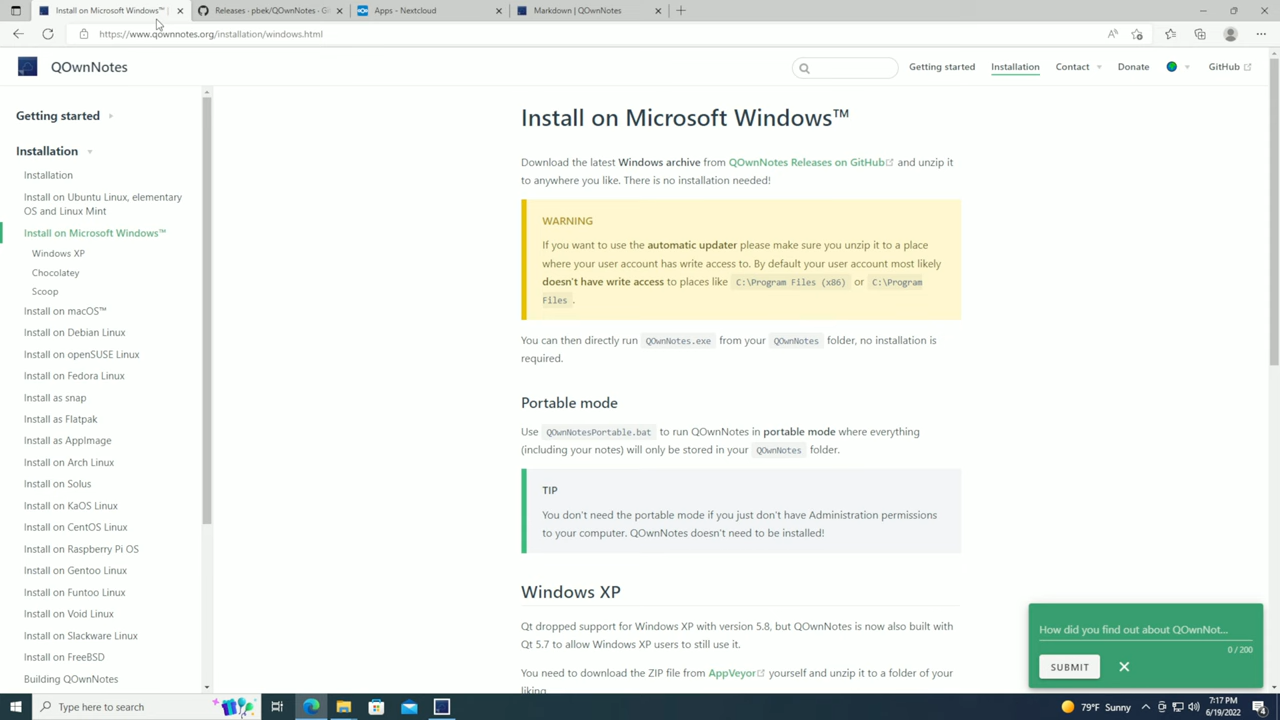 Install on Microsoft Windows™ |
Releases · pbek/QOwnNotes · Gi
Apps - Nextcloud
Markdown | QOwnNotes
https://www.qownnotes.org/installation/windows.html
QOwnNotes
Getting started
Installation
Contact
Donate
GitHub
Getting started
Installation
Installation
Install on Ubuntu Linux, elementary
OS and Linux Mint
Install on Microsoft Windows™
Windows XP
Chocolatey
Scoop
Install on macOS™
Install on Debian Linux
Install on openSUSE Linux
Install on Fedora Linux
Install as snap
Install as Flatpak
Install as AppImage
Install on Arch Linux
Install on Solus
Install on KaOS Linux
Install on CentOS Linux
Install on Raspberry Pi OS
Install on Gentoo Linux
Install on Funtoo Linux
Install on Void Linux
Install on Slackware Linux
Install on FreeBSD
Building QOwnNotes
Install on Microsoft Windows™
Download the latest Windows archive from QOwnNotes Releases on GitHub and unzip it
to anywhere you like. There is no installation needed!
WARNING
If you want to use the automatic updater please make sure you unzip it to a place
where your user account has write access to. By default your user account most likely
doesn't have write access to places like C:\Program Files (x86) or C:\Program
Files .
You can then directly run QOwnNotes.exe from your QOwnNotes folder, no installation is
required.
Portable mode
Use QOwnNotesPortable.bat to run QOwnNotes in portable mode where everything
(including your notes) will only be stored in your QOwnNotes folder.
TIP
You don't need the portable mode if you just don't have Administration permissions
to your computer. QOwnNotes doesn't need to be installed!
Windows XP
Qt dropped support for Windows XP with version 5.8, but QOwnNotes is now also built with
Qt 5.7 to allow Windows XP users to still use it.
You need to download the ZIP file from AppVeyor yourself and unzip it to a folder of your
liking.
How did you find out about QOwnNot...
0 / 200
SUBMIT
Type here to search
79°F Sunny
7:17 PM
6/19/2022
4